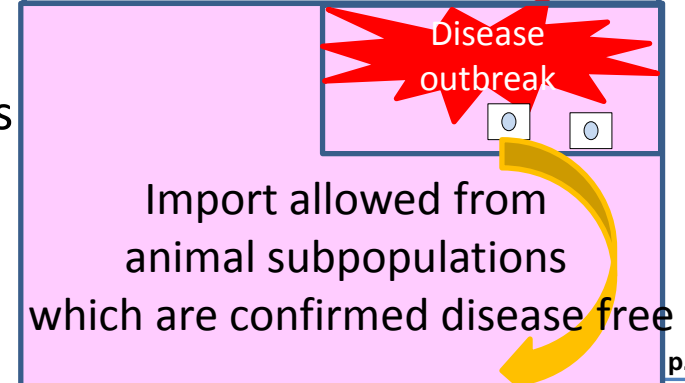 Disease
outbreak
s
Import allowed from
animal subpopulations
which are confirmed disease free